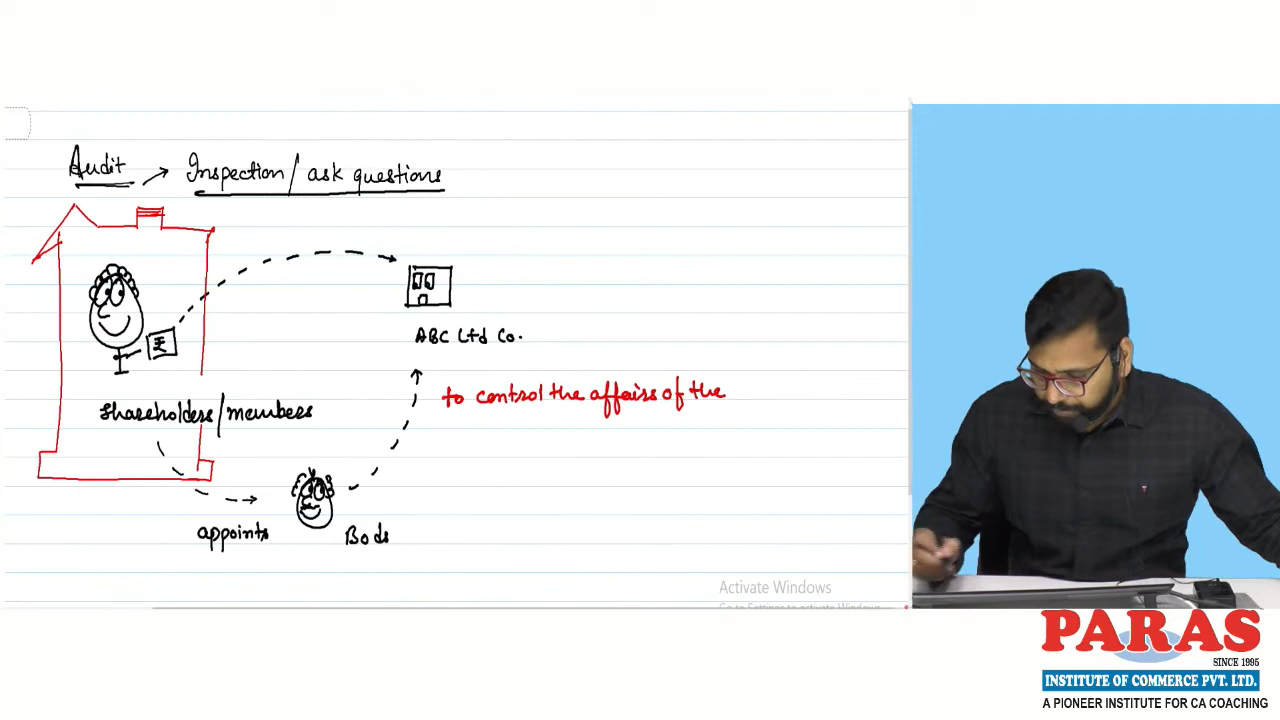 Audit → Inspection / ask questions
₹
ABC Ltd Co.
to control the affairs of the
Shareholders/members
appoints
Bods
Activate Windows
PARAS
SINCE 1995
INSTITUTE OF COMMERCE PVT. LTD.
A PIONEER INSTITUTE FOR CA COACHING